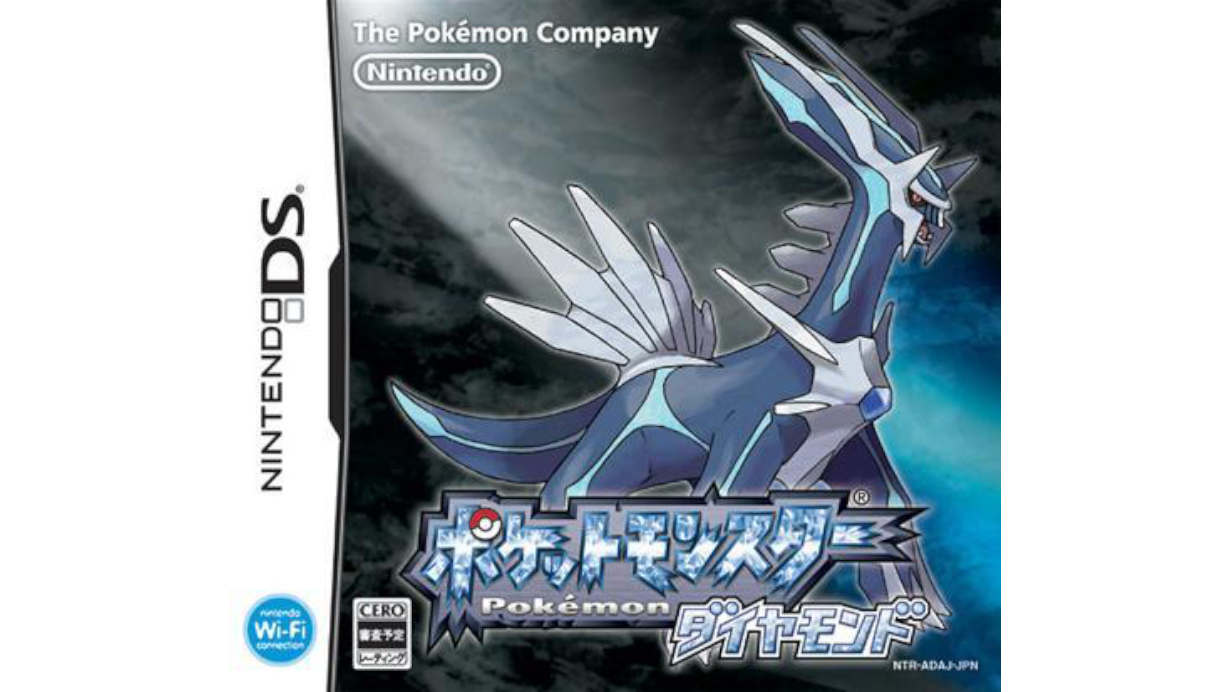 The Pokémon Company
Nintendo®
NINTENDO DS®
ポケットモンスター®
Pokémon
ダイヤモンド
nintendo
Wi-Fi
connection
CERO
審査予定
レーティング
NTR-ADAJ-JPN